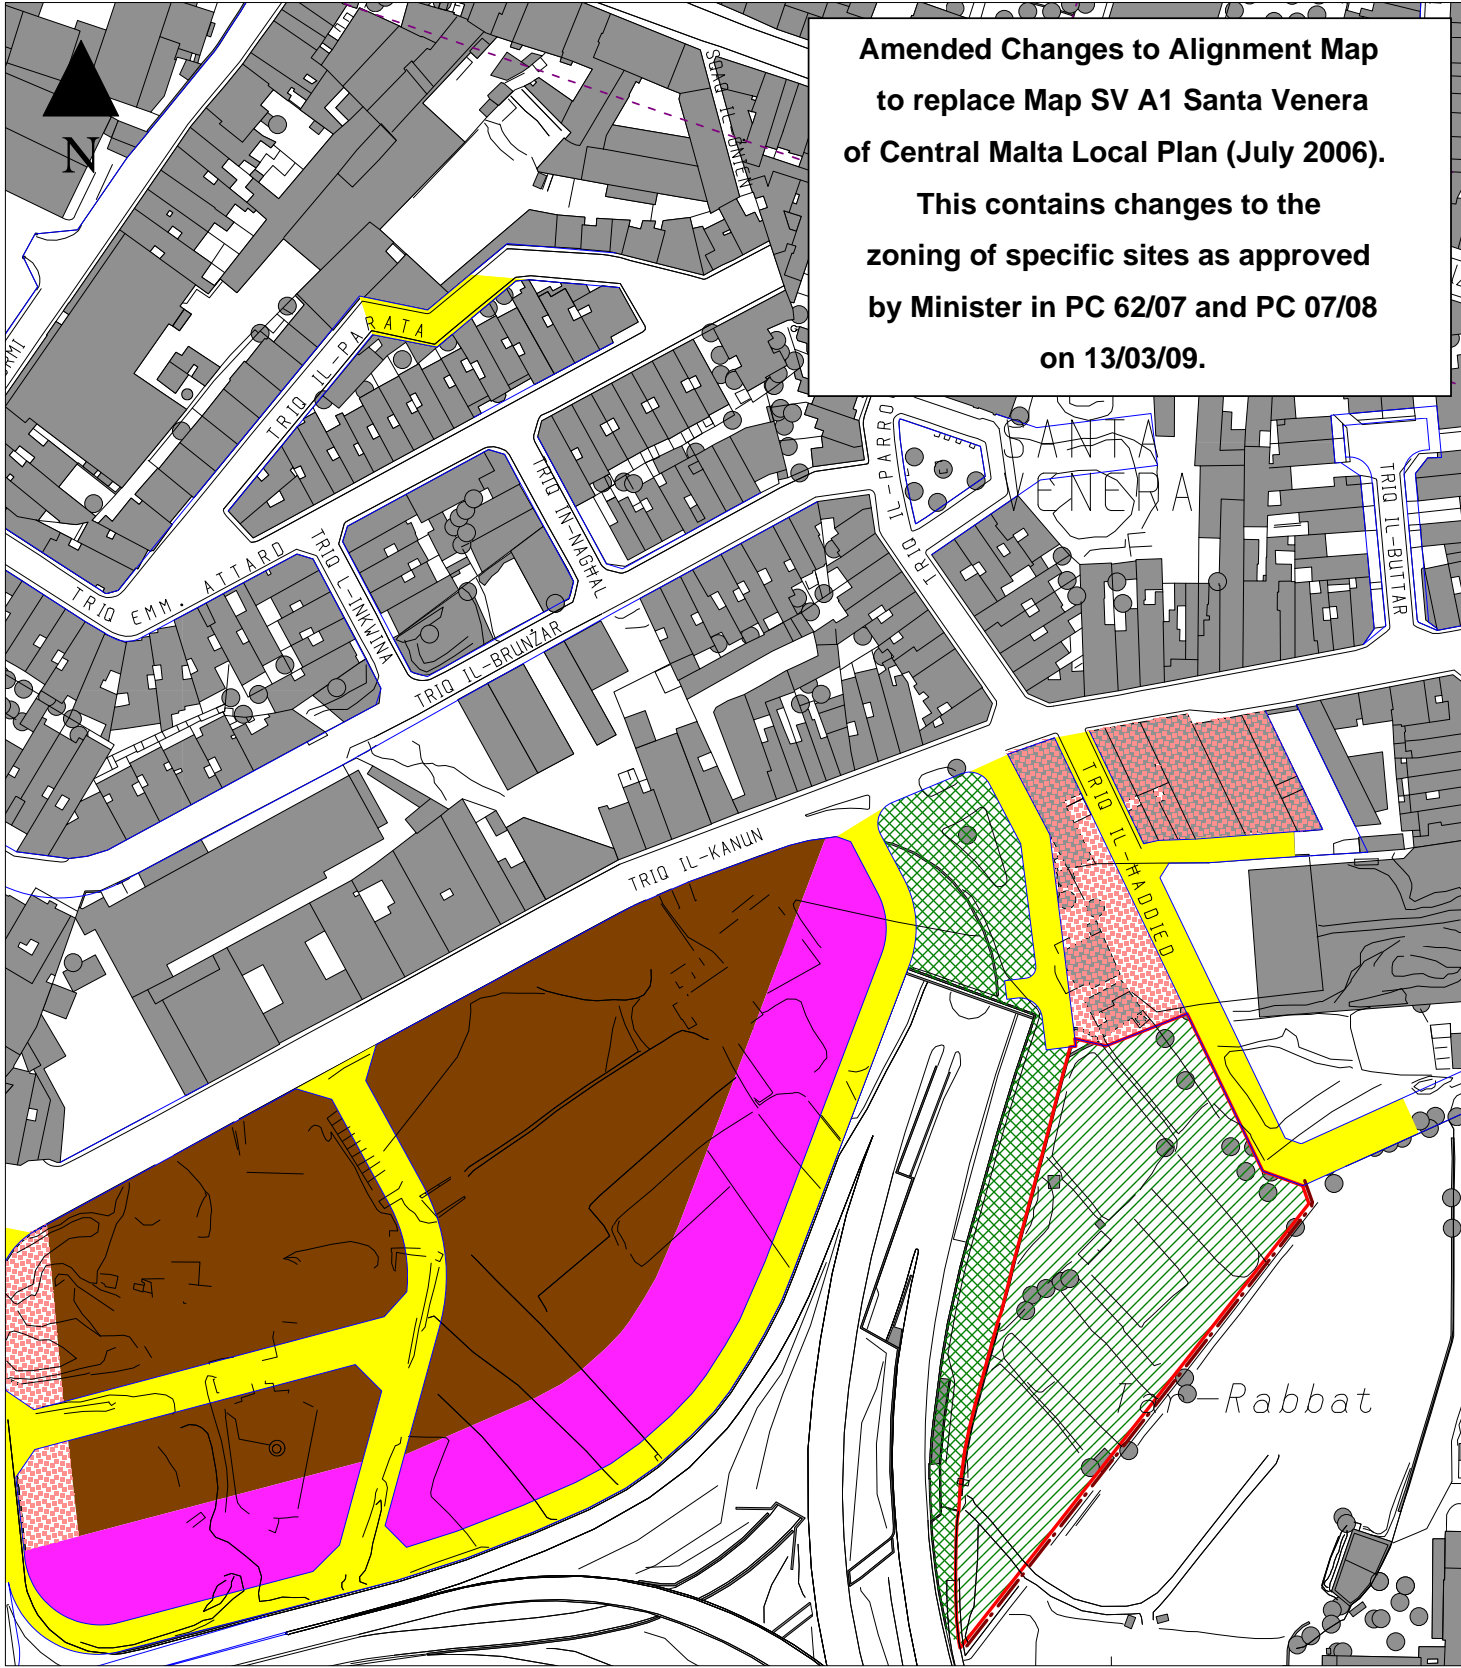 Amended Changes to Alignment Map
to replace Map SV A1 Santa Venera
of Central Malta Local Plan (July 2006).
This contains changes to the
zoning of specific sites as approved
by Minister in PC 62/07 and PC 07/08
on 13/03/09.
N
SQAQ IL GNIEN
TRIQ IL-PARATA
TRIQ IL-PARRO
SANTA
VENERA
TRIQ IL-BUTTAR
TRIQ IN-NAGHAL
TRIQ L-INKWINA
TRIQ EMM. ATTARD
TRIQ IL-BRUNŻAR
TRIQ IL-KANUN
TRIQ IL-HADDIED
Tar-Rabbat